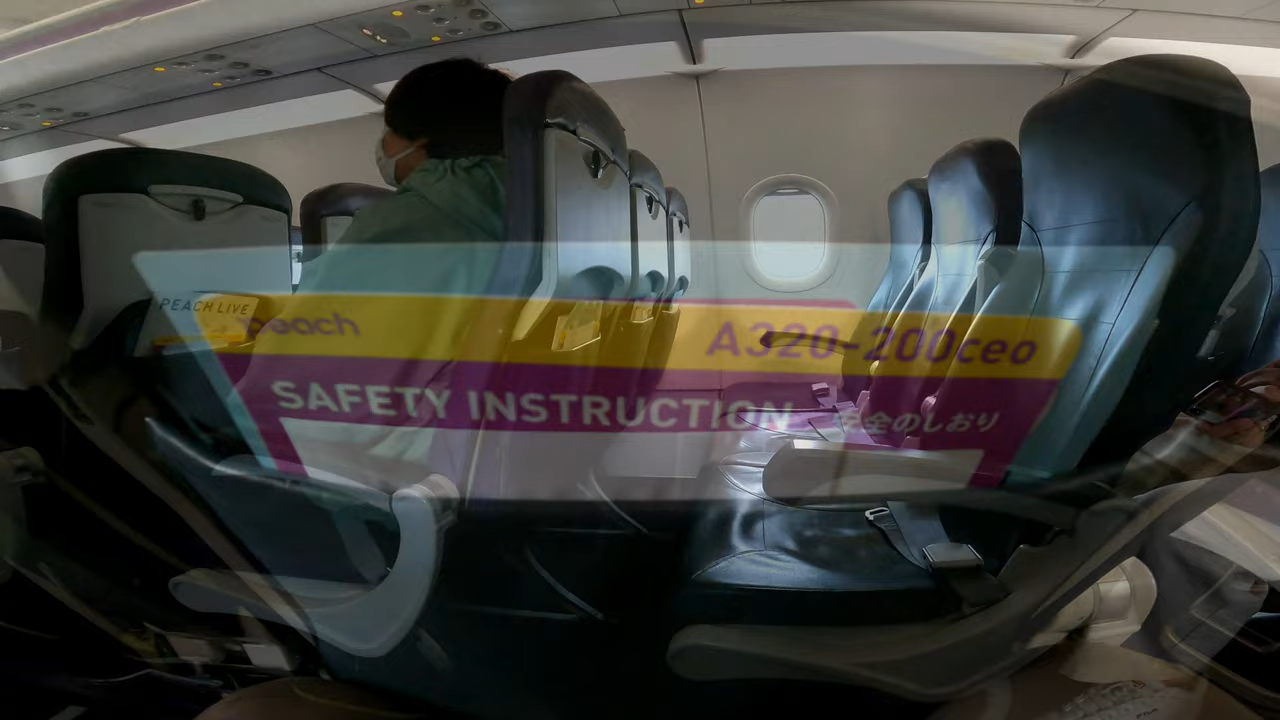 PEACH LIVE
peach
A320-200ceo
SAFETY INSTRUCTION 安全のしおり